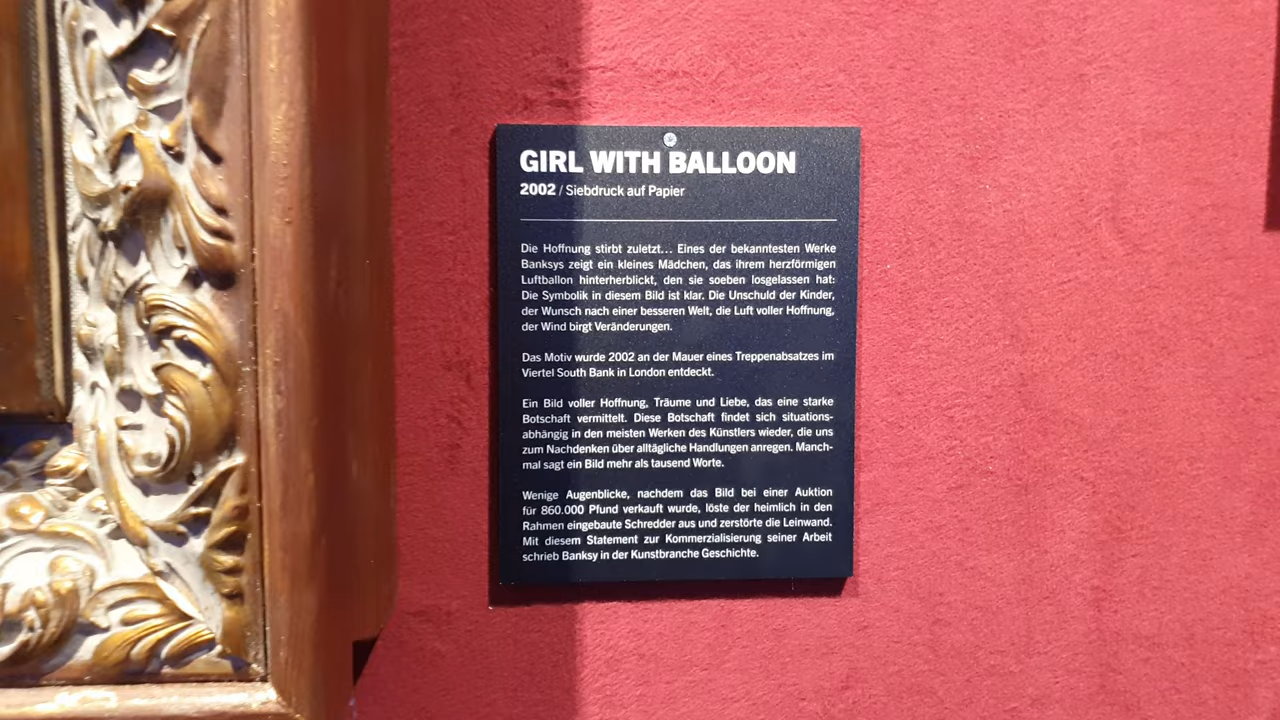 GIRL WITH BALLOON
2002 / Siebdruck auf Papier
Die Hoffnung stirbt zuletzt... Eines der bekanntesten Werke
Banksys zeigt ein kleines Mädchen, das ihrem herzförmigen
Luftballon hinterherblickt, den sie soeben losgelassen hat:
Die Symbolik in diesem Bild ist klar. Die Unschuld der Kinder,
der Wunsch nach einer besseren Welt, die Luft voller Hoffnung,
der Wind birgt Veränderungen.
Das Motiv wurde 2002 an der Mauer eines Treppenabsatzes im
Viertel South Bank in London entdeckt.
Ein Bild voller Hoffnung, Träume und Liebe, das eine starke
Botschaft vermittelt. Diese Botschaft findet sich situations-
abhängig in den meisten Werken des Künstlers wieder, die uns
zum Nachdenken über alltägliche Handlungen anregen. Manch-
mal sagt ein Bild mehr als tausend Worte.
Wenige Augenblicke, nachdem das Bild bei einer Auktion
für 860.000 Pfund verkauft wurde, löste der heimlich in den
Rahmen eingebaute Schredder aus und zerstörte die Leinwand.
Mit diesem Statement zur Kommerzialisierung seiner Arbeit
schrieb Banksy in der Kunstbranche Geschichte.